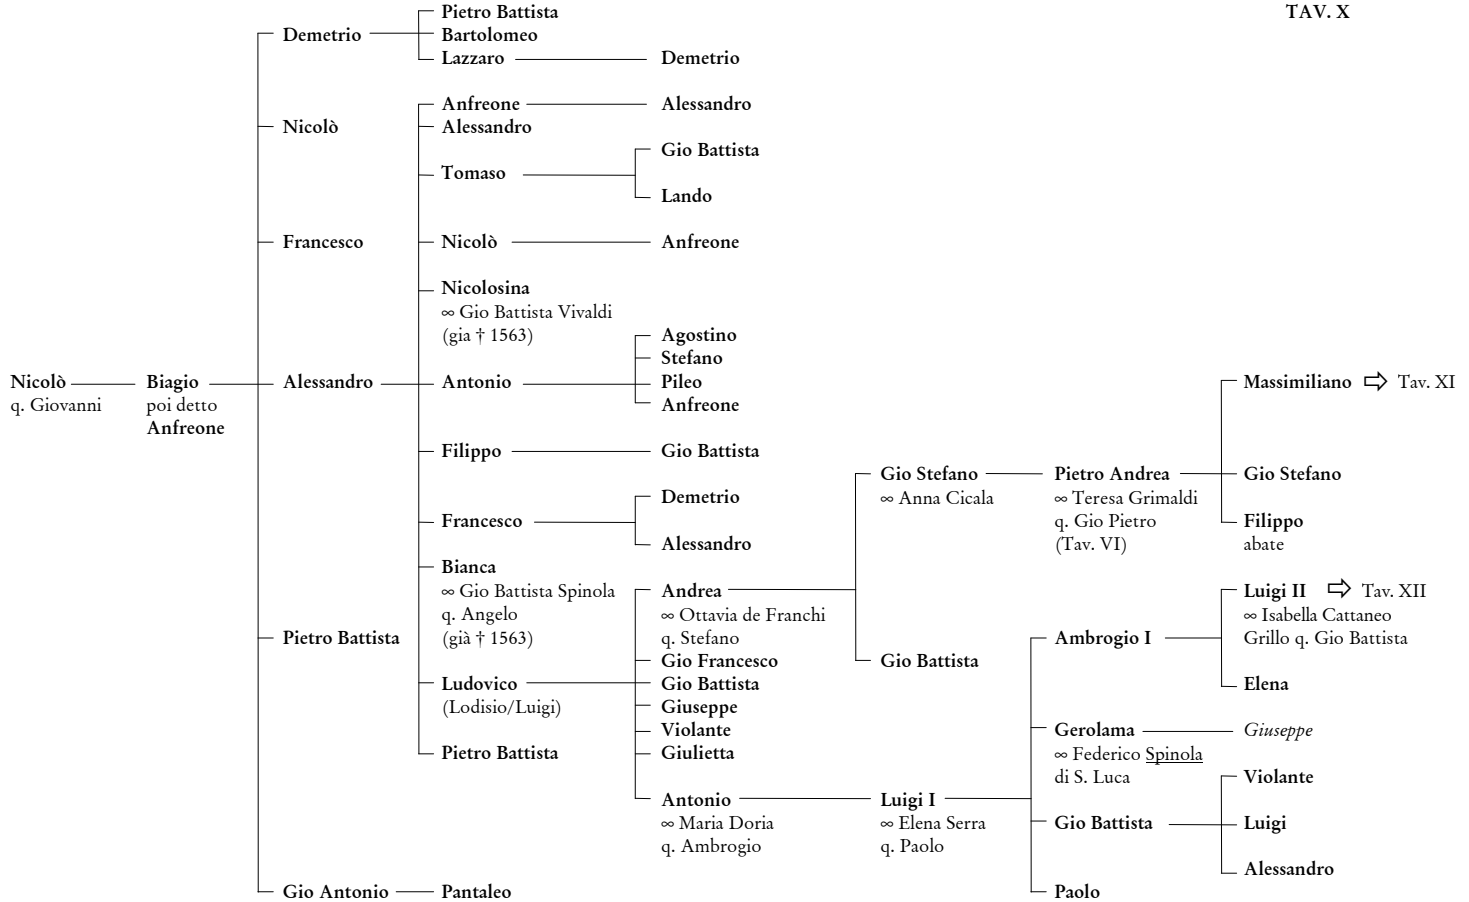 Pietro Battista
TAV. X
Demetrio
Bartolomeo
Lazzaro
Demetrio
Anfreone
Alessandro
Nicolò
Alessandro
Gio Battista
Tomaso
Lando
Francesco
Nicolò
Anfreone
Nicolosina
∞ Gio Battista Vivaldi
(gia † 1563)
Agostino
Stefano
Nicolò
q. Giovanni
Biagio
poi detto
Anfreone
Alessandro
Antonio
Pileo
Anfreone
Massimiliano ⇨ Tav. XI
Filippo
Gio Battista
Gio Stefano
∞ Anna Cicala
Pietro Andrea
∞ Teresa Grimaldi
q. Gio Pietro
(Tav. VI)
Gio Stefano
Demetrio
Francesco
Filippo
abate
Alessandro
Bianca
∞ Gio Battista Spinola
q. Angelo
(già † 1563)
Andrea
∞ Ottavia de Franchi
q. Stefano
Luigi II ⇨ Tav. XII
∞ Isabella Cattaneo
Grillo q. Gio Battista
Pietro Battista
Ambrogio I
Gio Francesco
Gio Battista
Ludovico
(Lodisio/Luigi)
Gio Battista
Elena
Giuseppe
Violante
Gerolama
∞ Federico Spinola
di S. Luca
Giuseppe
Pietro Battista
Giulietta
Violante
Antonio
∞ Maria Doria
q. Ambrogio
Luigi I
∞ Elena Serra
q. Paolo
Gio Battista
Luigi
Alessandro
Gio Antonio
Pantaleo
Paolo